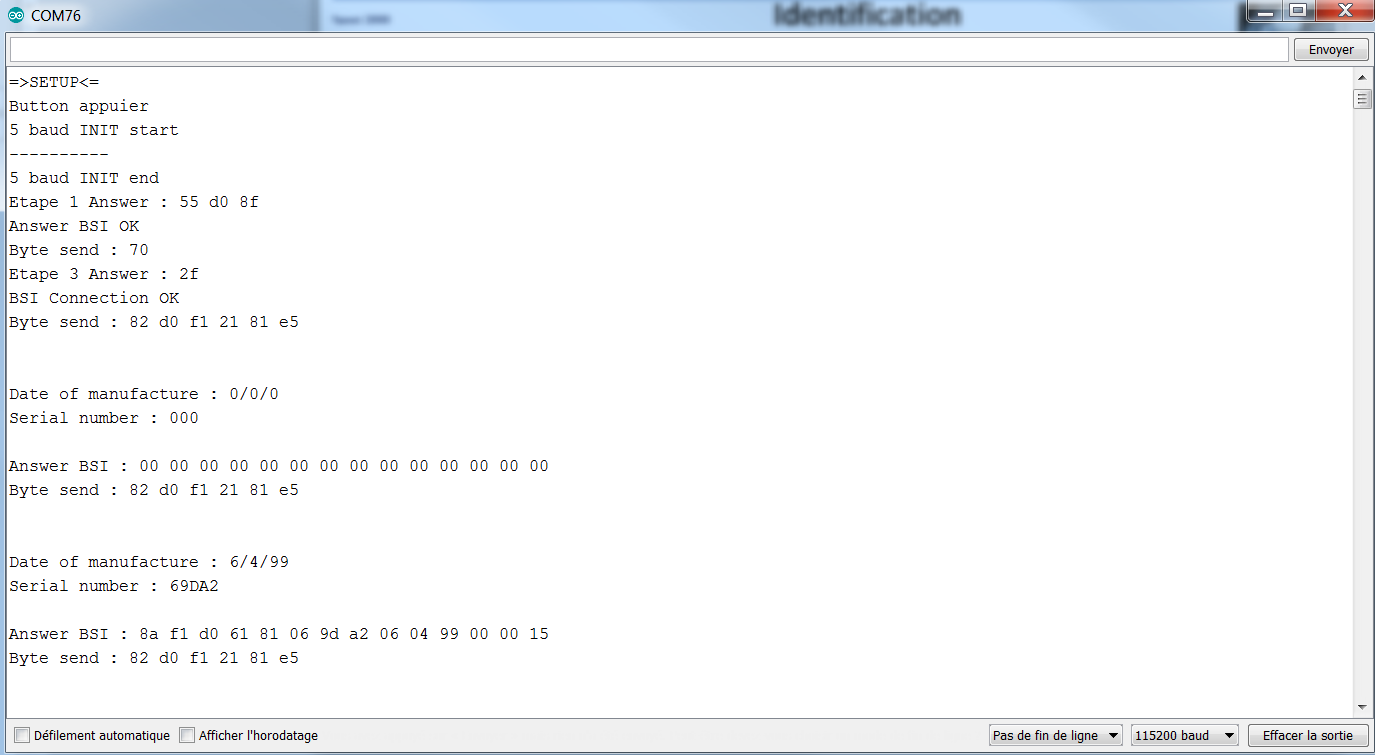 COM76
Identification
Envoyer
=>SETUP<=
Button appuier
5 baud INIT start
----------
5 baud INIT end
Etape 1 Answer : 55 d0 8f
Answer BSI OK
Byte send : 70
Etape 3 Answer : 2f
BSI Connection OK
Byte send : 82 d0 f1 21 81 e5
Date of manufacture : 0/0/0
Serial number : 000
Answer BSI : 00 00 00 00 00 00 00 00 00 00 00 00 00 00
Byte send : 82 d0 f1 21 81 e5
Date of manufacture : 6/4/99
Serial number : 69DA2
Answer BSI : 8a f1 d0 61 81 06 9d a2 06 04 99 00 00 15
Byte send : 82 d0 f1 21 81 e5
Défilement automatique Afficher l'horodatage Pas de fin de ligne 115200 baud Effacer la sortie